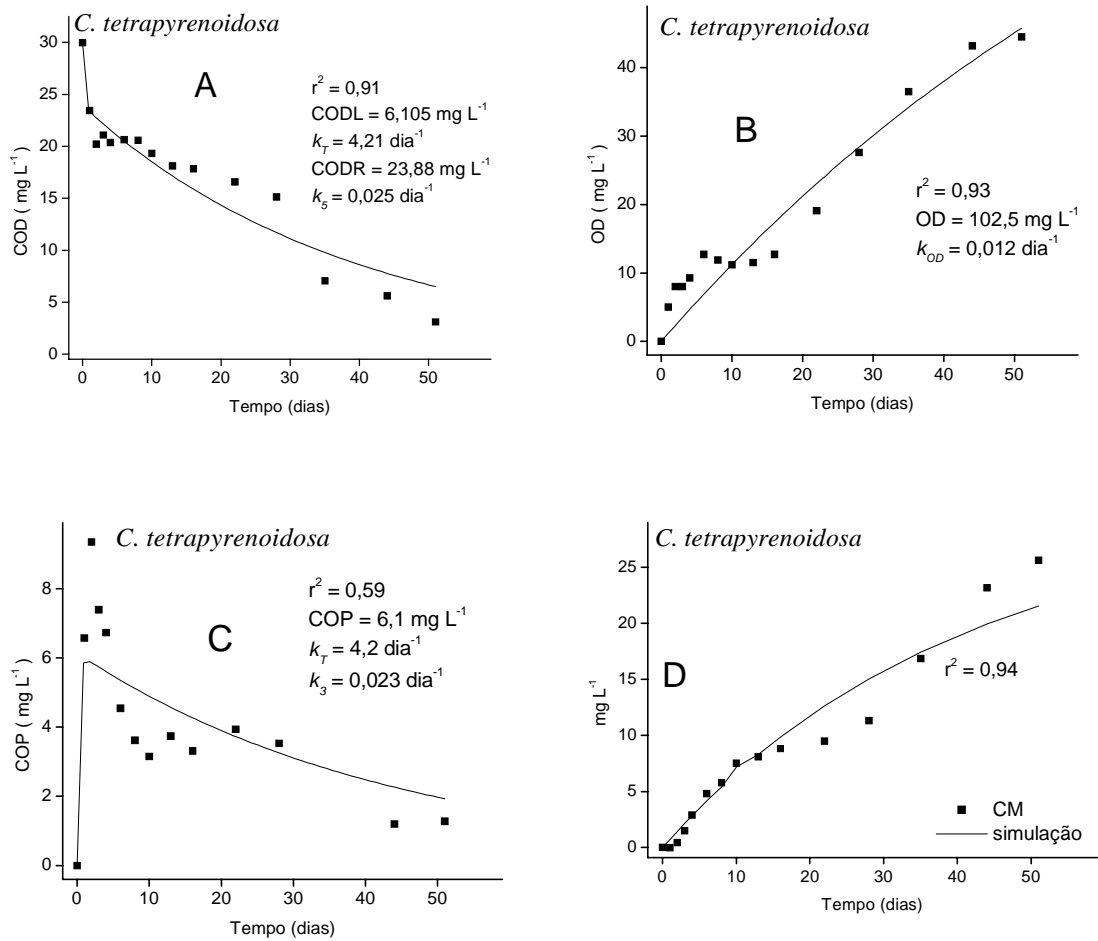 C. tetrapyrenoidosa
A
r² = 0,91
CODL = 6,105 mg L⁻¹
k_T = 4,21 dia⁻¹
CODR = 23,88 mg L⁻¹
k_5 = 0,025 dia⁻¹
COD ( mg L⁻¹)
30
25
20
15
10
5
0
0 10 20 30 40 50
Tempo (dias)
C. tetrapyrenoidosa
B
r² = 0,93
OD = 102,5 mg L⁻¹
k_OD = 0,012 dia⁻¹
OD ( mg L⁻¹)
40
30
20
10
0
0 10 20 30 40 50
Tempo (dias)
C. tetrapyrenoidosa
C
r² = 0,59
COP = 6,1 mg L⁻¹
k_T = 4,2 dia⁻¹
k_3 = 0,023 dia⁻¹
COP ( mg L⁻¹)
8
6
4
2
0
0 10 20 30 40 50
Tempo (dias)
C. tetrapyrenoidosa
D
r² = 0,94
CM
simulação
mg L⁻¹
25
20
15
10
5
0
0 10 20 30 40 50
Tempo (dias)